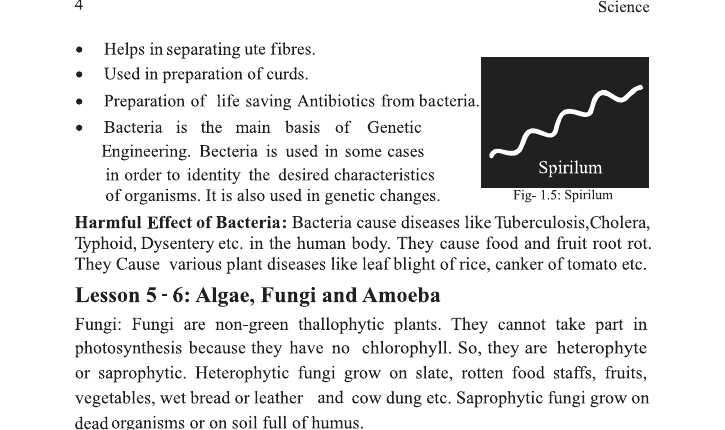 4
Science
• Helps in separating ute fibres.
• Used in preparation of curds.
• Preparation of life saving Antibiotics from bacteria.
• Bacteria is the main basis of Genetic
Engineering. Becteria is used in some cases
in order to identity the desired characteristics
of organisms. It is also used in genetic changes.
Spirilum
Fig- 1.5: Spirilum
Harmful Effect of Bacteria: Bacteria cause diseases like Tuberculosis,Cholera,
Typhoid, Dysentery etc. in the human body. They cause food and fruit root rot.
They Cause various plant diseases like leaf blight of rice, canker of tomato etc.
Lesson 5 - 6: Algae, Fungi and Amoeba
Fungi: Fungi are non-green thallophytic plants. They cannot take part in
photosynthesis because they have no chlorophyll. So, they are heterophyte
or saprophytic. Heterophytic fungi grow on slate, rotten food staffs, fruits,
vegetables, wet bread or leather and cow dung etc. Saprophytic fungi grow on
dead organisms or on soil full of humus.